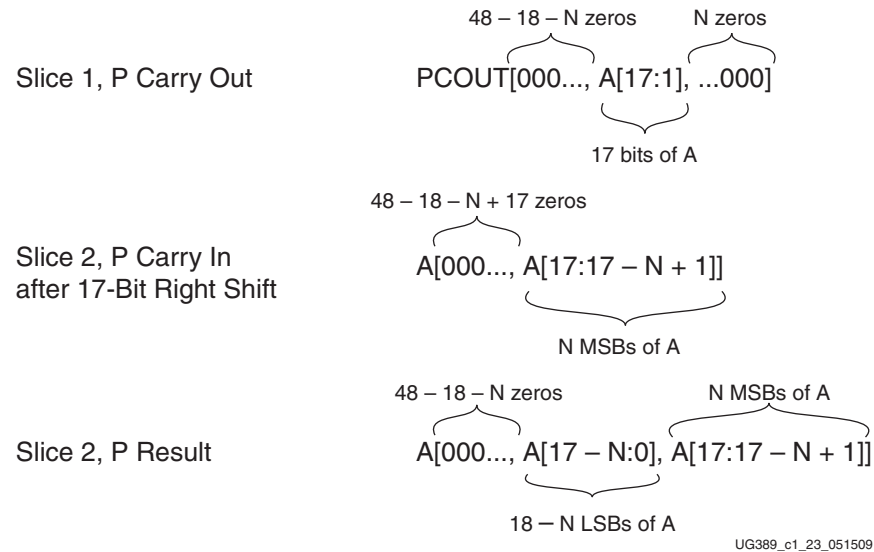 48 – 18 – N zeros N zeros
Slice 1, P Carry Out PCOUT[000..., A[17:1], ...000]
17 bits of A
48 – 18 – N + 17 zeros
Slice 2, P Carry In
after 17-Bit Right Shift
A[000..., A[17:17 – N + 1]]
N MSBs of A
48 – 18 – N zeros N MSBs of A
Slice 2, P Result A[000..., A[17 – N:0], A[17:17 – N + 1]]
18 – N LSBs of A
UG389_c1_23_051509